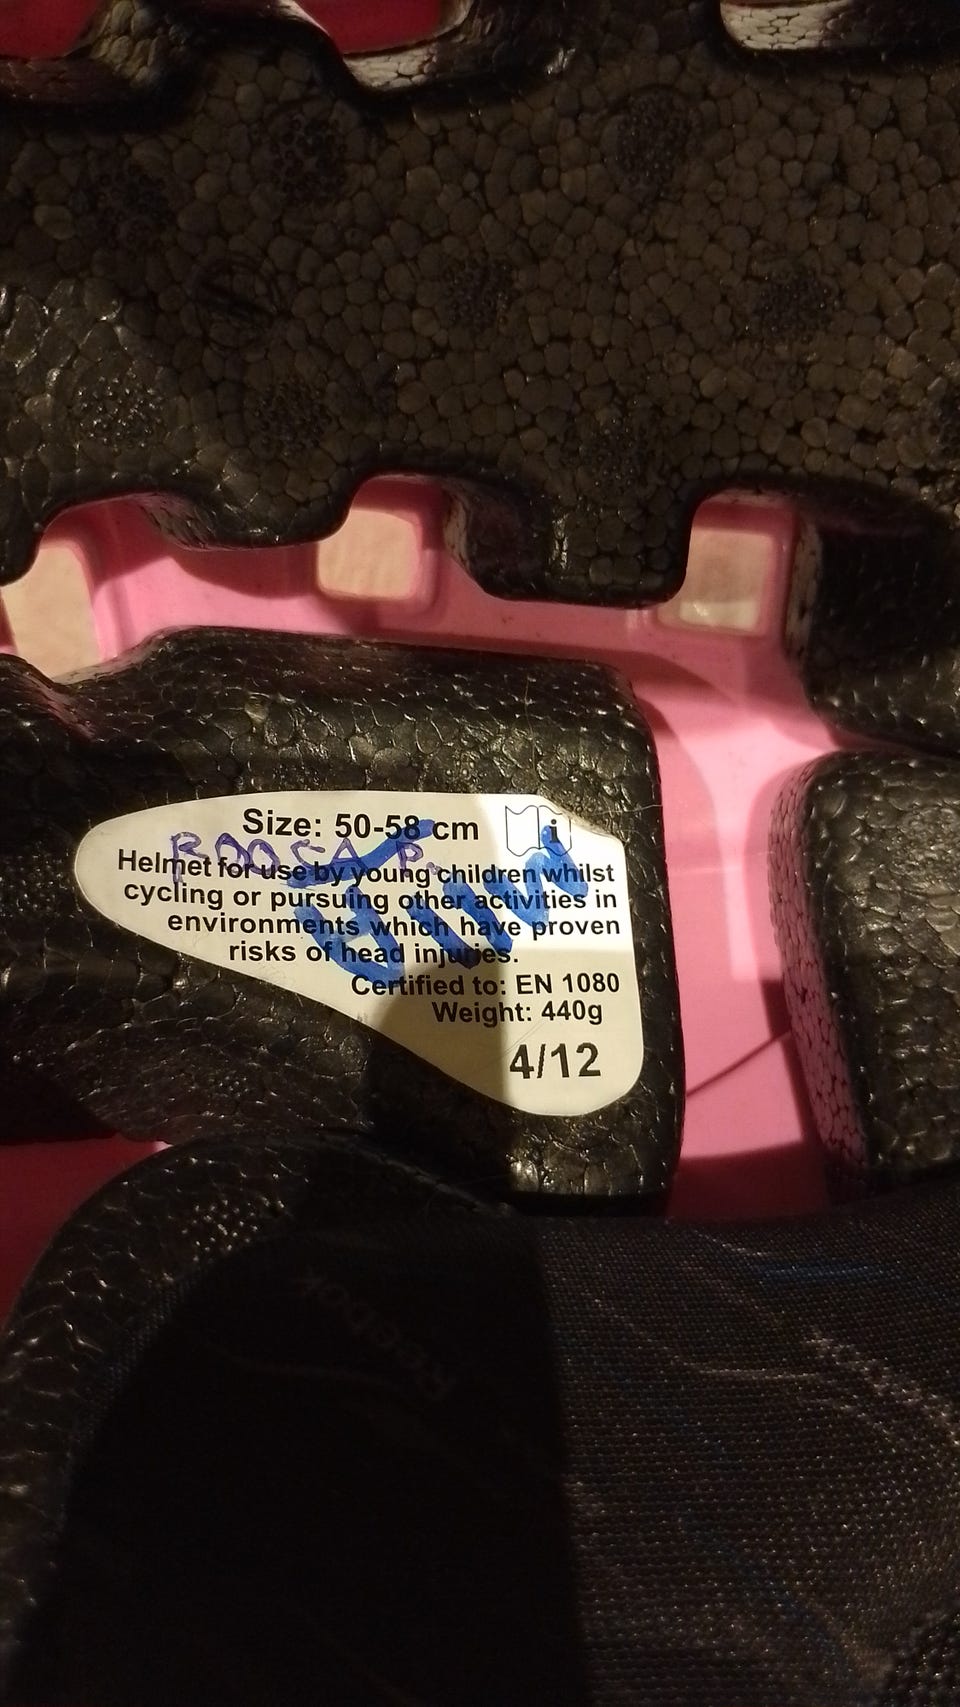 Size: 50-58 cm
Helmet for use by young children whilst
cycling or pursuing other activities in
environments which have proven
risks of head injuries.
Certified to: EN 1080
Weight: 440g
4/12
Reebok